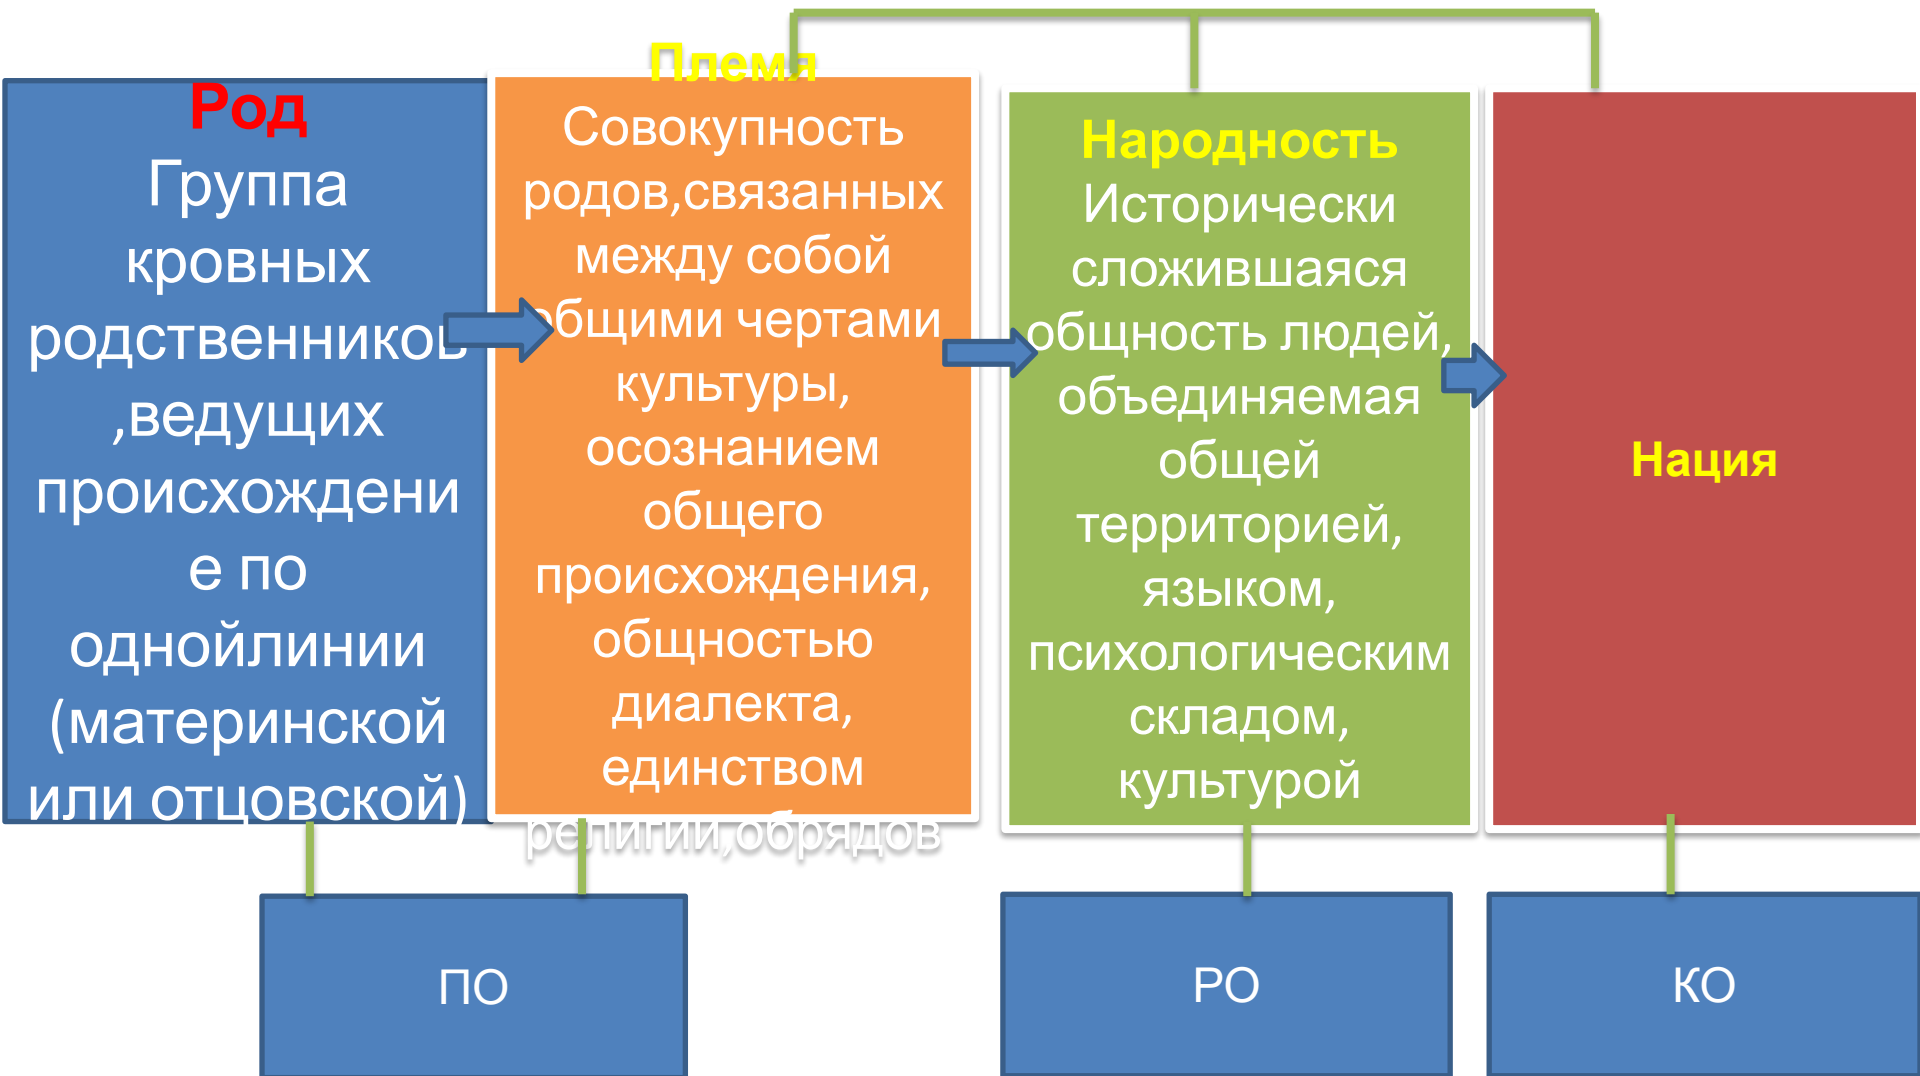 Род
Группа
кровных
родственников
,ведущих
происхождени
е по
однойлинии
(материнской
или отцовской)
Племя
Совокупность
родов,связанных
между собой
общими чертами
культуры,
осознанием
общего
происхождения,
общностью
диалекта,
единством
религии,обрядов
Народность
Исторически
сложившаяся
общность людей,
объединяемая
общей
территорией,
языком,
психологическим
складом,
культурой
Нация
ПО
РО
КО